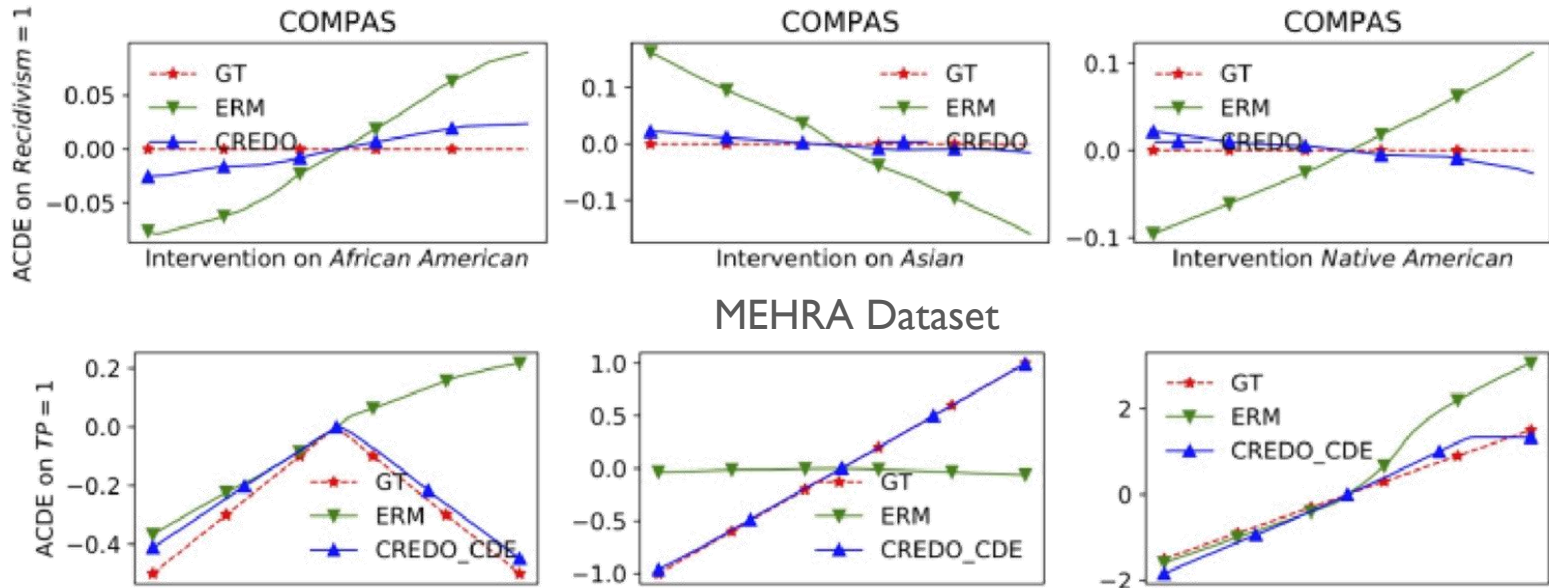 COMPAS
COMPAS
COMPAS
ACDE on Recidivism = 1
0.05
0.00
−0.05
GT
ERM
CREDO
Intervention on African American
0.1
0.0
−0.1
GT
ERM
CREDO
Intervention on Asian
0.1
0.0
−0.1
GT
ERM
CREDO
Intervention Native American
MEHRA Dataset
ACDE on TP = 1
0.2
0.0
−0.2
−0.4
GT
ERM
CREDO_CDE
1.0
0.5
0.0
−0.5
−1.0
GT
ERM
CREDO_CDE
2
0
−2
GT
ERM
CREDO_CDE